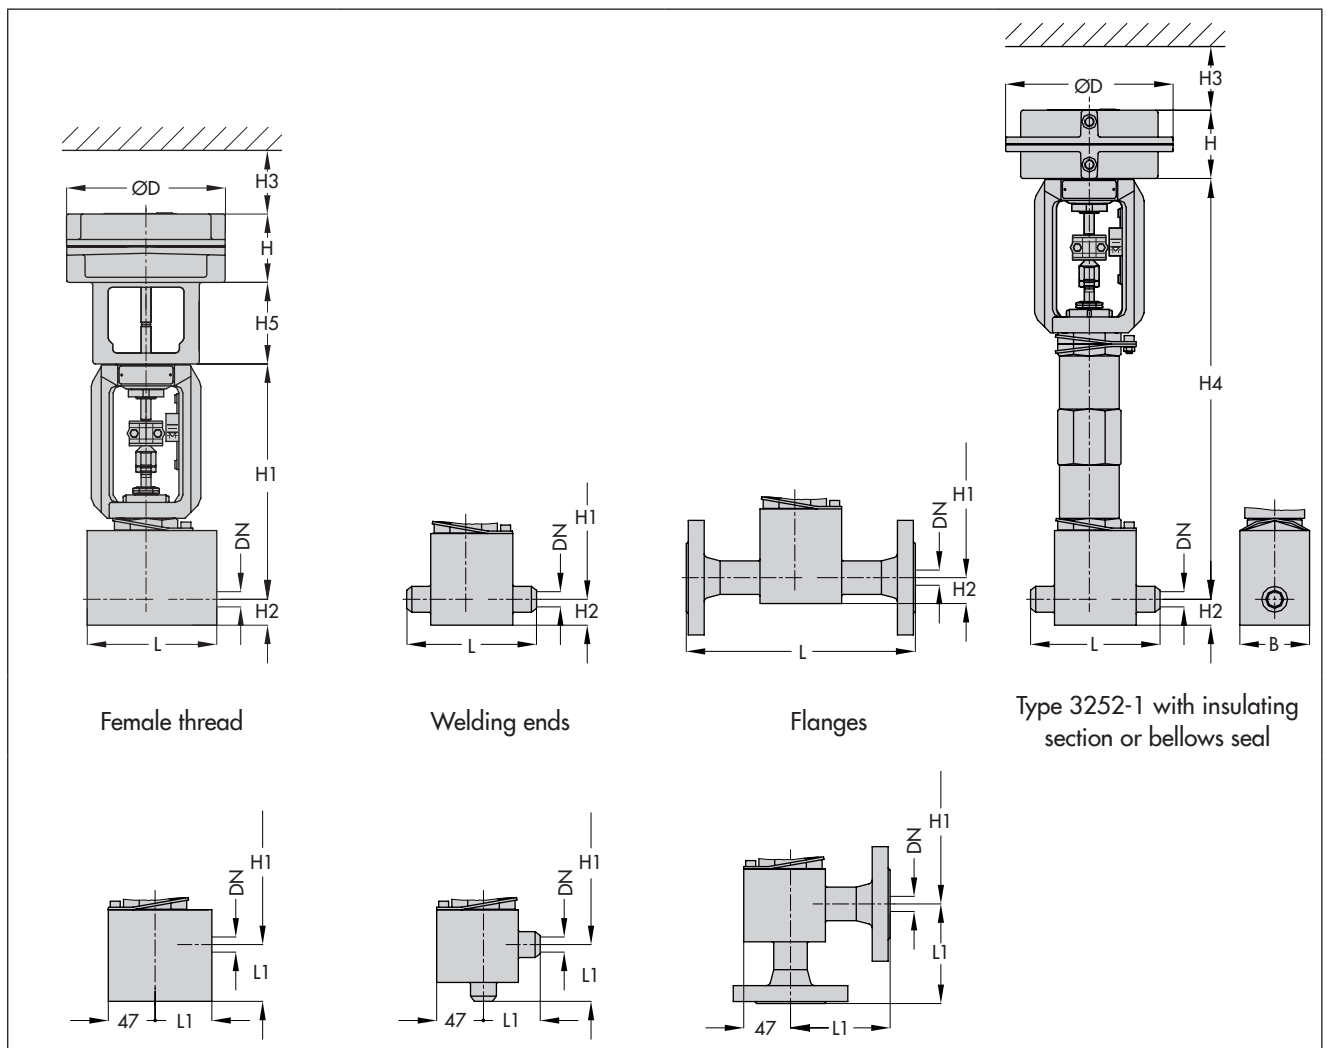 H3
ØD
H
H5
H1
DN
H2
L
Female thread
H1
DN
H2
L
Welding ends
H1
DN
H2
L
Flanges
H3
ØD
H
H4
DN
H2
L
B
Type 3252-1 with insulating
section or bellows seal
H1
DN
L1
47
L1
H1
DN
L1
47
L1
H1
DN
L1
47
L1